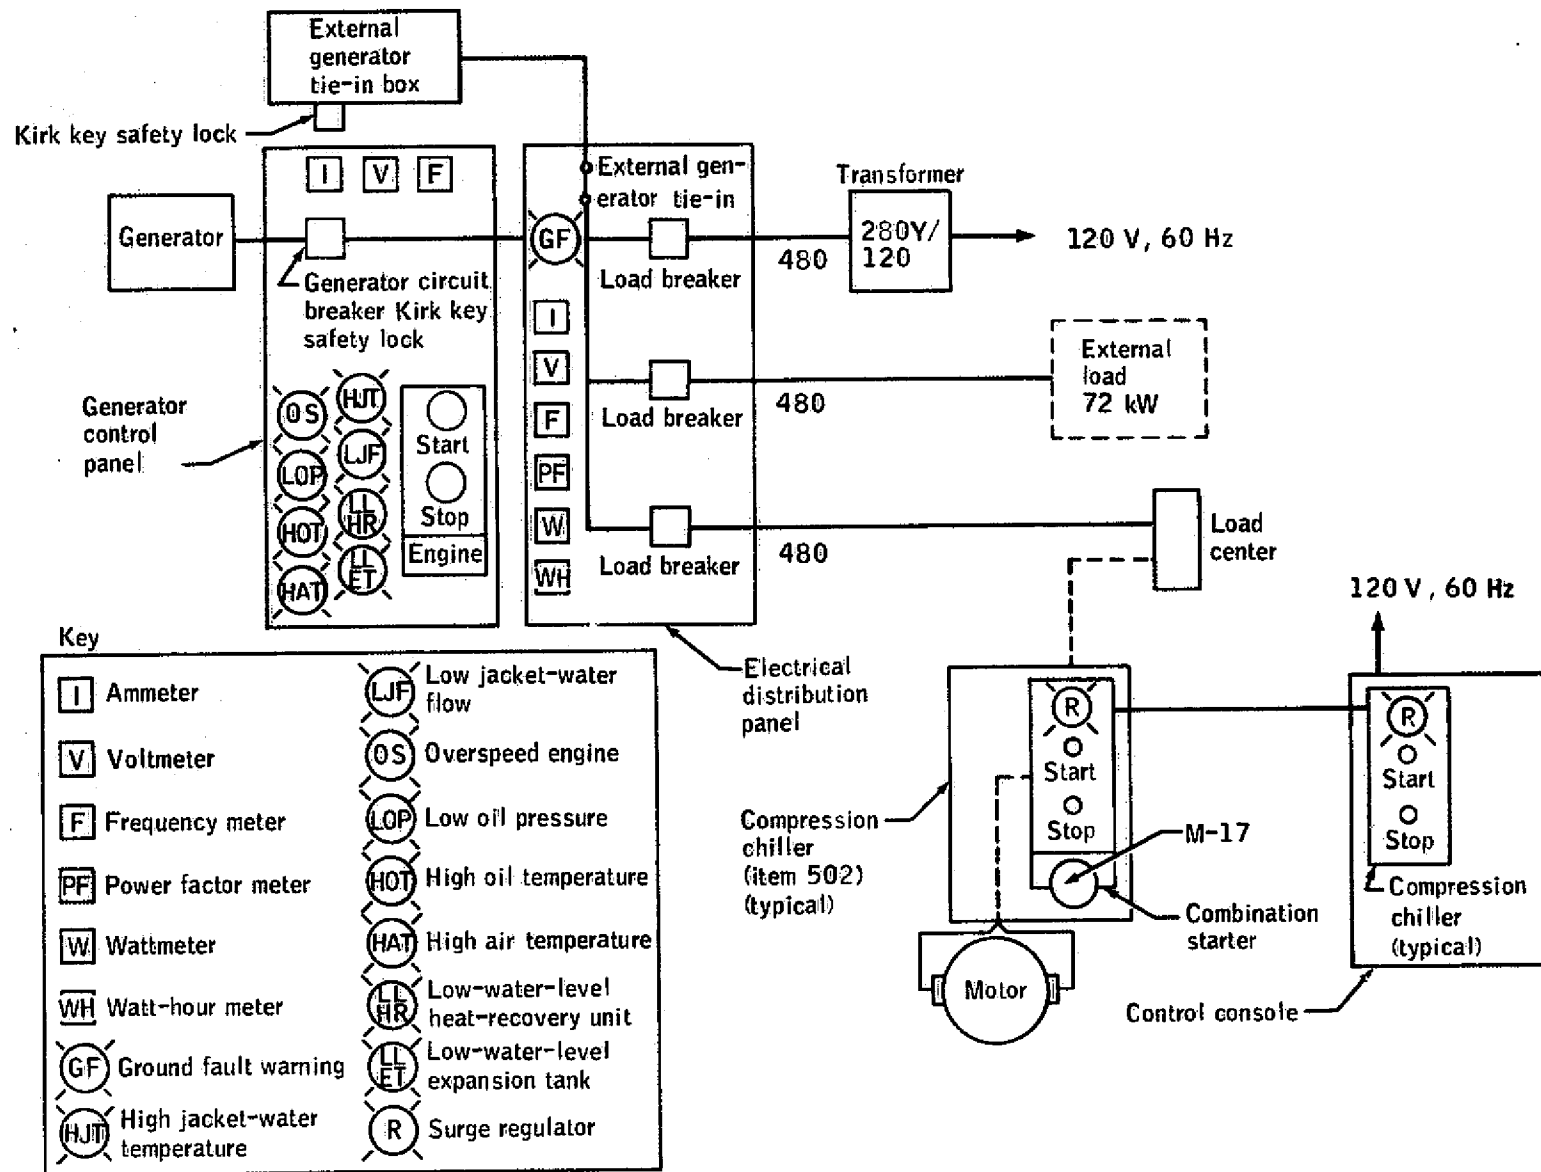 External
generator
tie-in box
Kirk key safety lock
I
V
F
External gen-
erator tie-in
Transformer
Generator
GF
280Y/
120
480
120 V, 60 Hz
Load breaker
Generator circuit
breaker Kirk key
safety lock
I
V
F
PF
W
WH
Load breaker
480
External
load
72 kW
Generator
control
panel
OS
LOP
HOT
HAT
HJT
LJF
LL
HR
LL
ET
Start
Stop
Engine
Load breaker
480
Load
center
120 V, 60 Hz
Electrical
distribution
panel
R
Start
Stop
M-17
Compression
chiller
(item 502)
(typical)
Combination
starter
Motor
R
Start
Stop
Compression
chiller
(typical)
Control console
Key
I Ammeter
V Voltmeter
F Frequency meter
PF Power factor meter
W Wattmeter
WH Watt-hour meter
GF Ground fault warning
HJT High jacket-water
temperature
LJF Low jacket-water
flow
OS Overspeed engine
LOP Low oil pressure
HOT High oil temperature
HAT High air temperature
LL
HR
Low-water-level
heat-recovery unit
LL
ET
Low-water-level
expansion tank
R Surge regulator